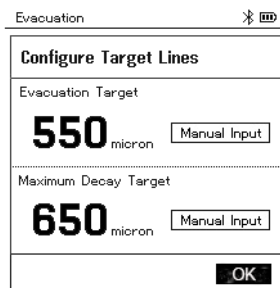 Evacuation
Configure Target Lines
Evacuation Target
550 micron Manual Input
Maximum Decay Target
650 micron Manual Input
OK